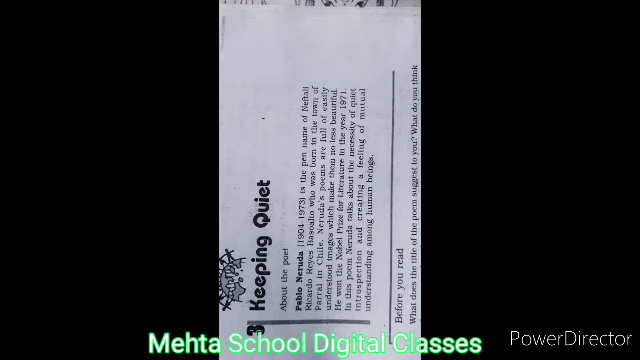 3 Keeping Quiet
About the poet
Pablo Neruda (1904-1973) is the pen name of Neftali
Ricardo Reyes Basoalto who was born in the town of
Parral in Chile. Neruda's poems are full of easily
understood images which make them no less beautiful.
He won the Nobel Prize for Literature in the year 1971.
In this poem Neruda talks about the necessity of quiet
introspection and creating a feeling of mutual
understanding among human beings.
Before you read
What does the title of the poem suggest to you? What do you think
Mehta School Digital Classes
PowerDirector